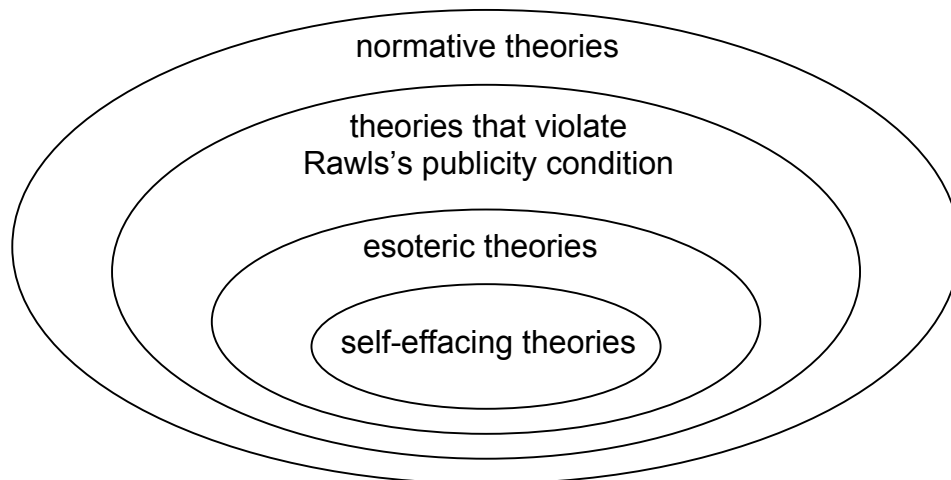 normative theories
theories that violate
Rawls’s publicity condition
esoteric theories
self-effacing theories